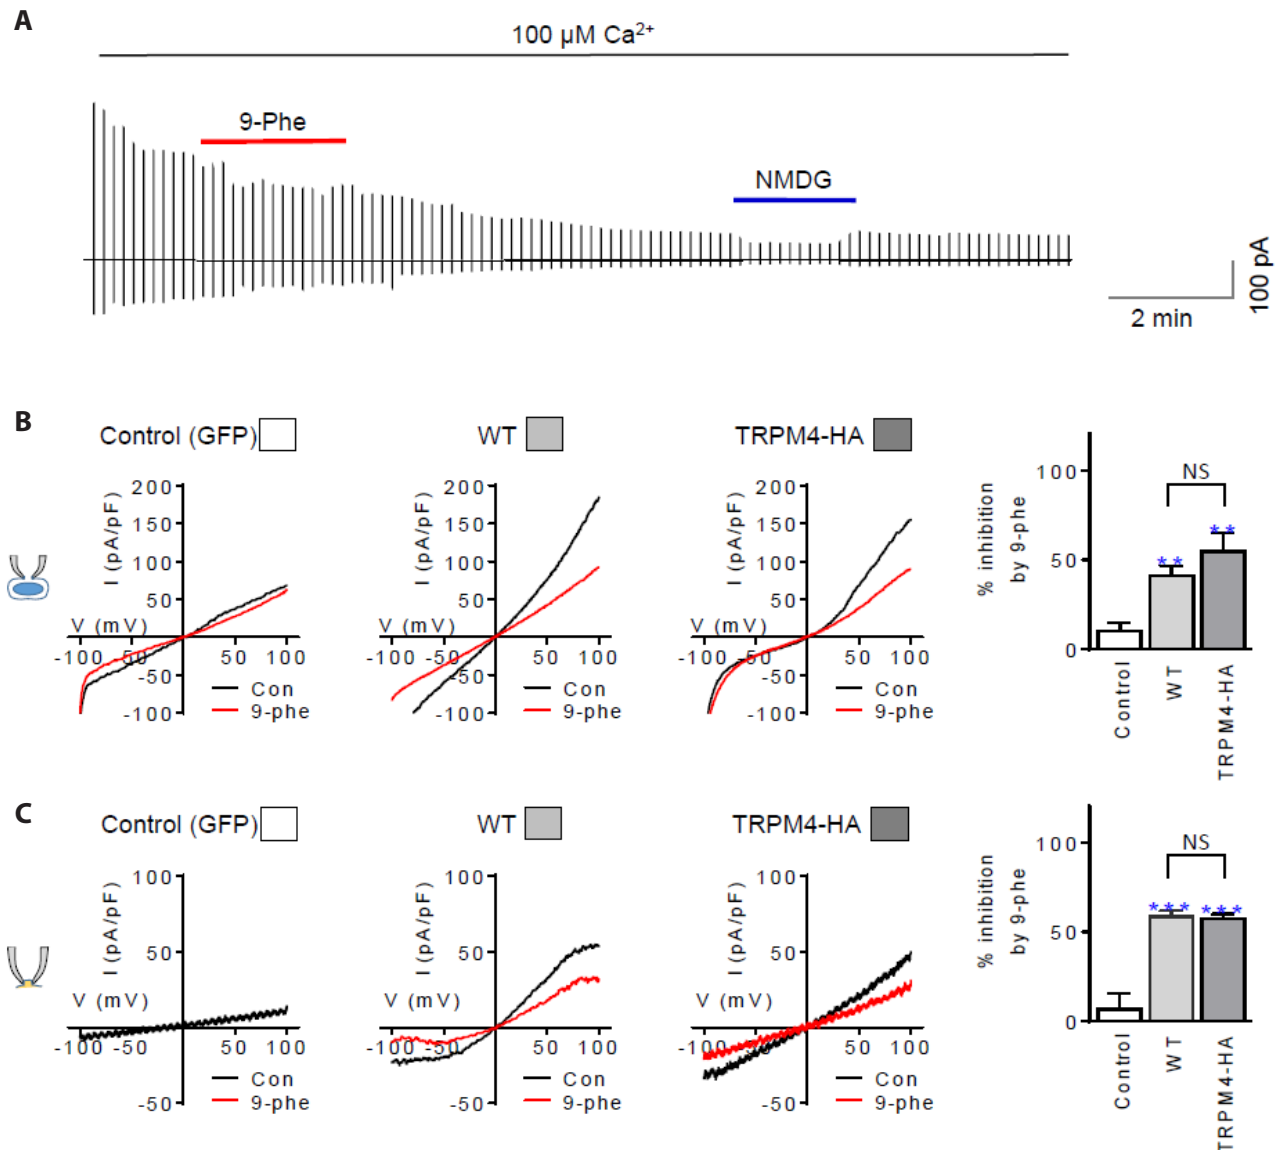 A
100 µM Ca²⁺
9-Phe
NMDG
100 pA
2 min
B
Control (GFP)
WT
TRPM4-HA
I (pA/pF)
200
150
100
50
V (mV)
-100 -50 50 100
-50
-100
Con
9-phe
I (pA/pF)
200
150
100
50
V (mV)
-100 -50 50 100
-50
-100
Con
9-phe
I (pA/pF)
200
150
100
50
V (mV)
-100 -50 50 100
-50
-100
Con
9-phe
% inhibition
by 9-phe
100
50
0
NS
**
**
Control
WT
TRPM4-HA
C
Control (GFP)
WT
TRPM4-HA
I (pA/pF)
100
50
V (mV)
-100 -50 50 100
-50
Con
9-phe
I (pA/pF)
100
50
V (mV)
-100 -50 50 100
-50
Con
9-phe
I (pA/pF)
100
50
V (mV)
-100 -50 50 100
-50
Con
9-phe
% inhibition
by 9-phe
100
50
0
NS
***
***
Control
WT
TRPM4-HA